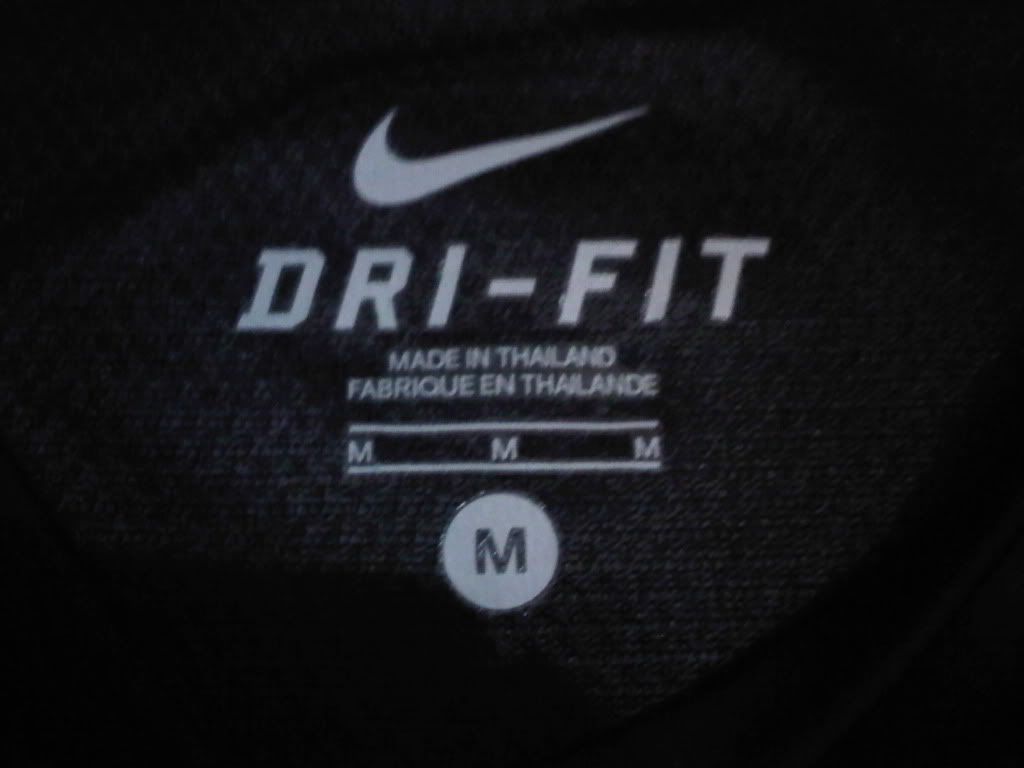 DRI-FIT
MADE IN THAILAND
FABRIQUE EN THAILANDE
M M M
M